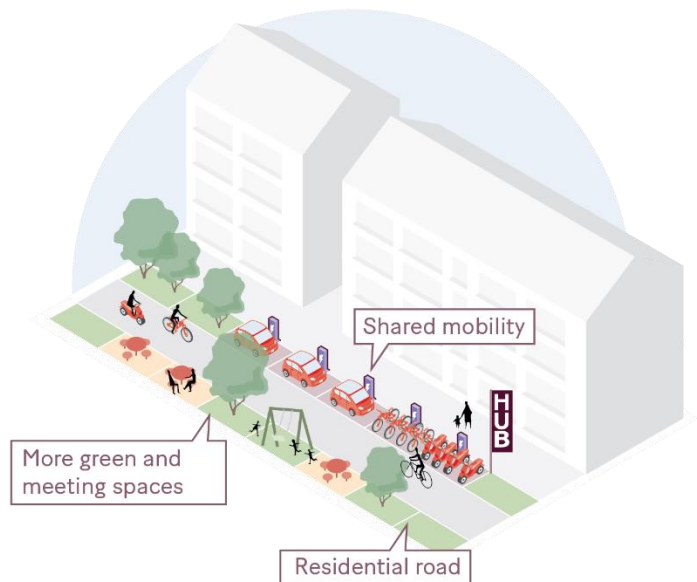 Shared mobility
HUB
More green and
meeting spaces
Residential road